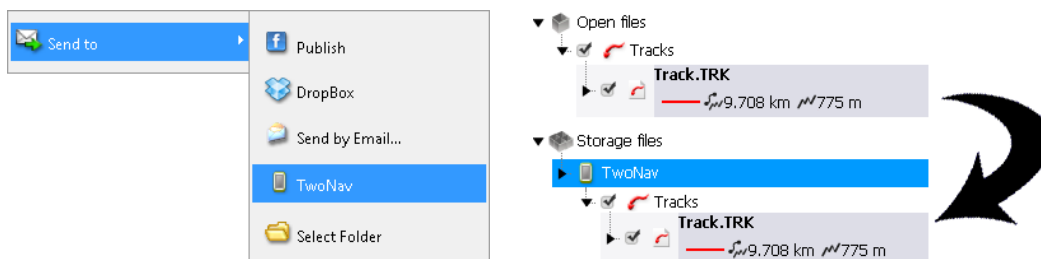 Send to
Publish
DropBox
Send by Email...
TwoNav
Select Folder
Open files
Tracks
Track.TRK
9.708 km 775 m
Storage files
TwoNav
Tracks
Track.TRK
9.708 km 775 m